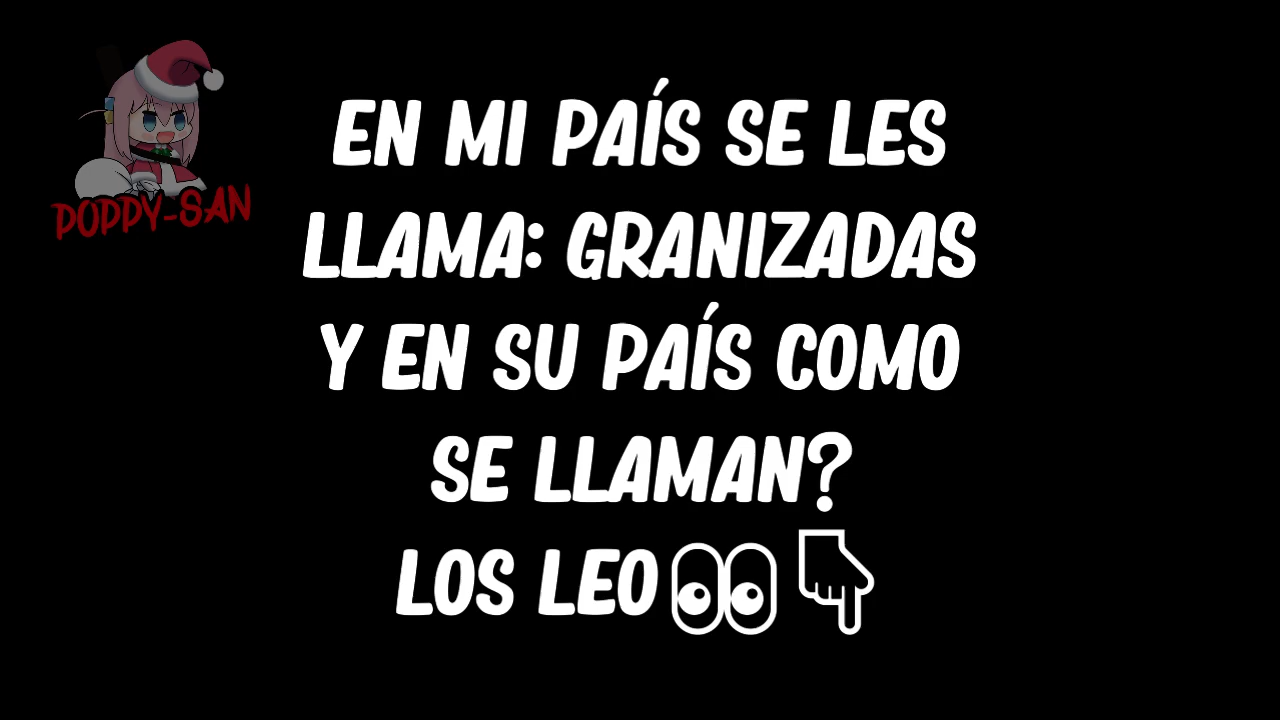 POPPY-SAN
EN MI PAÍS SE LES
LLAMA: GRANIZADAS
Y EN SU PAÍS COMO
SE LLAMAN?
LOS LEO👀👇